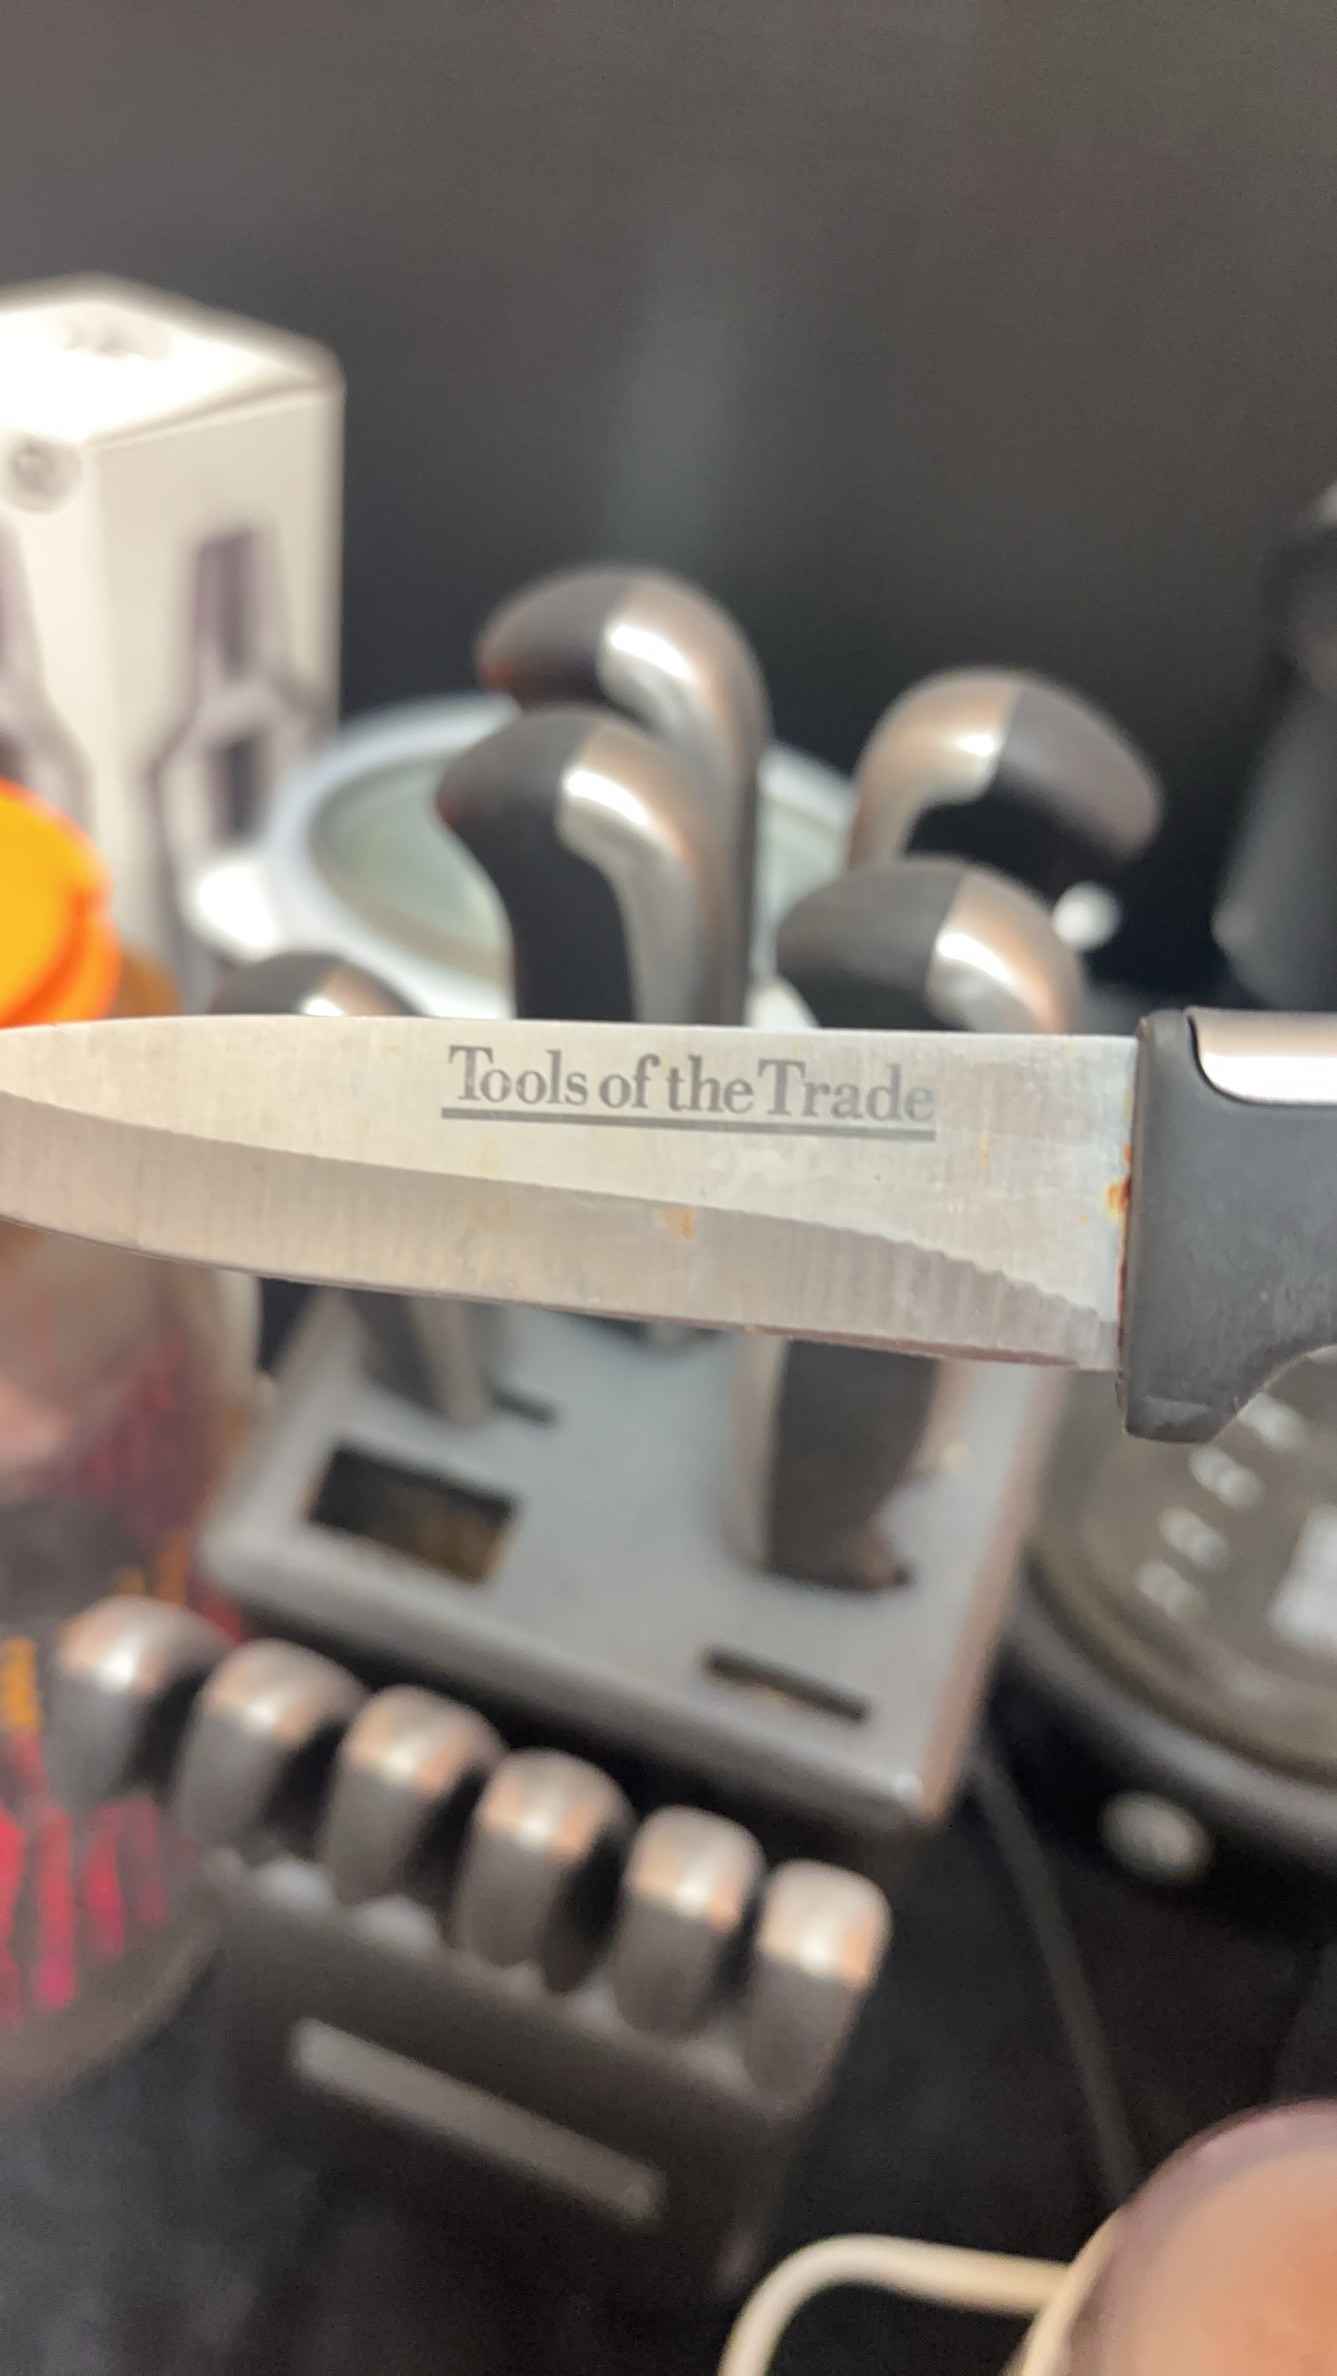 Tools of the Trade